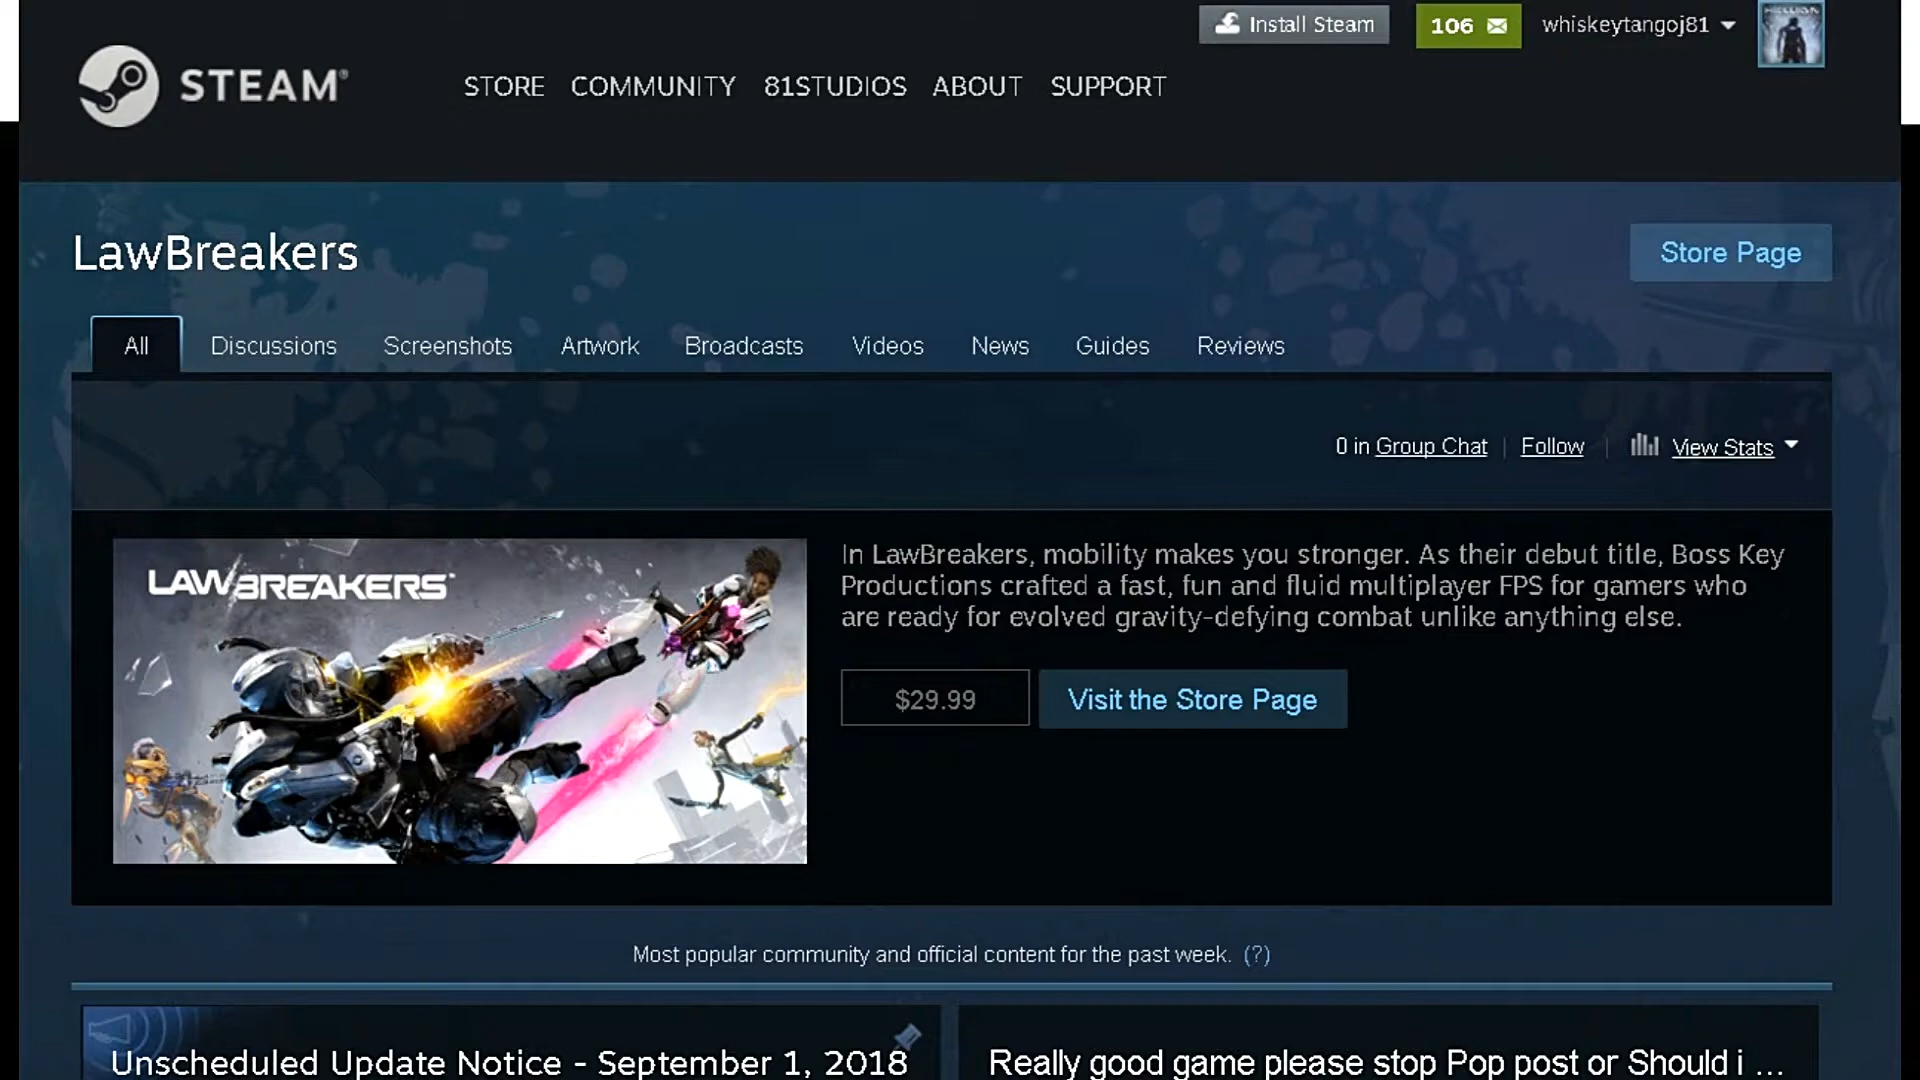 Install Steam
106
whiskeytangoj81
STEAM®
STORE COMMUNITY 81STUDIOS ABOUT SUPPORT
LawBreakers
Store Page
All Discussions Screenshots Artwork Broadcasts Videos News Guides Reviews
0 in Group Chat | Follow | View Stats
LAWBREAKERS™
In LawBreakers, mobility makes you stronger. As their debut title, Boss Key
Productions crafted a fast, fun and fluid multiplayer FPS for gamers who
are ready for evolved gravity-defying combat unlike anything else.
$29.99
Visit the Store Page
Most popular community and official content for the past week. (?)
Unscheduled Update Notice - September 1, 2018
Really good game please stop Pop post or Should i ...